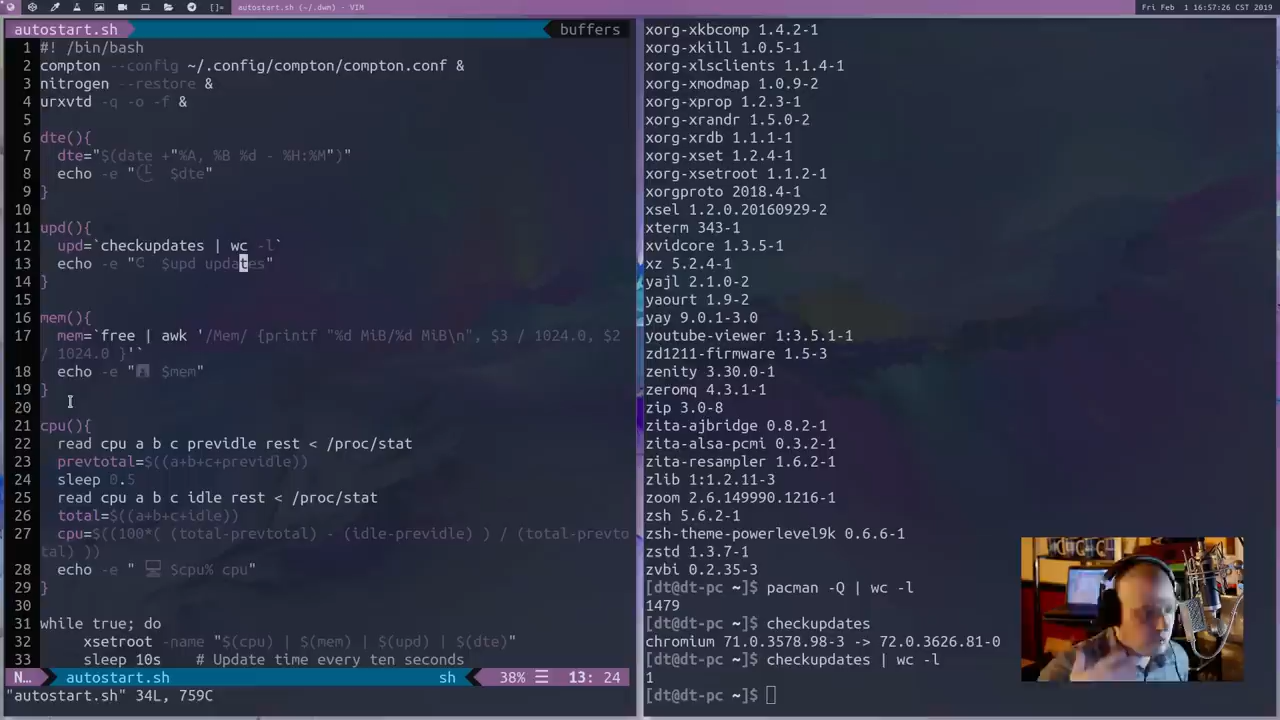 autostart.sh (~/.dwm) - VIM
Fri Feb 1 16:57:26 CST 2019
autostart.sh
buffers
1 #! /bin/bash
2 compton --config ~/.config/compton/compton.conf &
3 nitrogen --restore &
4 urxvtd -q -o -f &
5
6 dte(){
7 dte="$(date +"%A, %B %d - %H:%M")"
8 echo -e " $dte"
9 }
10
11 upd(){
12 upd=`checkupdates | wc -l`
13 echo -e " $upd updates"
14 }
15
16 mem(){
17 mem=`free | awk '/Mem/ {printf "%d MiB/%d MiB\n", $3 / 1024.0, $2
/ 1024.0 }'`
18 echo -e " $mem"
19 }
20
21 cpu(){
22 read cpu a b c previdle rest < /proc/stat
23 prevtotal=$((a+b+c+previdle))
24 sleep 0.5
25 read cpu a b c idle rest < /proc/stat
26 total=$((a+b+c+idle))
27 cpu=$((100*( (total-prevtotal) - (idle-previdle) ) / (total-prevto
tal) ))
28 echo -e " $cpu% cpu"
29 }
30
31 while true; do
32 xsetroot -name "$(cpu) | $(mem) | $(upd) | $(dte)"
33 sleep 10s # Update time every ten seconds
N... autostart.sh sh 38% ☰ 13: 24
"autostart.sh" 34L, 759C
xorg-xkbcomp 1.4.2-1
xorg-xkill 1.0.5-1
xorg-xlsclients 1.1.4-1
xorg-xmodmap 1.0.9-2
xorg-xprop 1.2.3-1
xorg-xrandr 1.5.0-2
xorg-xrdb 1.1.1-1
xorg-xset 1.2.4-1
xorg-xsetroot 1.1.2-1
xorgproto 2018.4-1
xsel 1.2.0.20160929-2
xterm 343-1
xvidcore 1.3.5-1
xz 5.2.4-1
yajl 2.1.0-2
yaourt 1.9-2
yay 9.0.1-3.0
youtube-viewer 1:3.5.1-1
zd1211-firmware 1.5-3
zenity 3.30.0-1
zeromq 4.3.1-1
zip 3.0-8
zita-ajbridge 0.8.2-1
zita-alsa-pcmi 0.3.2-1
zita-resampler 1.6.2-1
zlib 1:1.2.11-3
zoom 2.6.149990.1216-1
zsh 5.6.2-1
zsh-theme-powerlevel9k 0.6.6-1
zstd 1.3.7-1
zvbi 0.2.35-3
[dt@dt-pc ~]$ pacman -Q | wc -l
1479
[dt@dt-pc ~]$ checkupdates
chromium 71.0.3578.98-3 -> 72.0.3626.81-0
[dt@dt-pc ~]$ checkupdates | wc -l
1
[dt@dt-pc ~]$